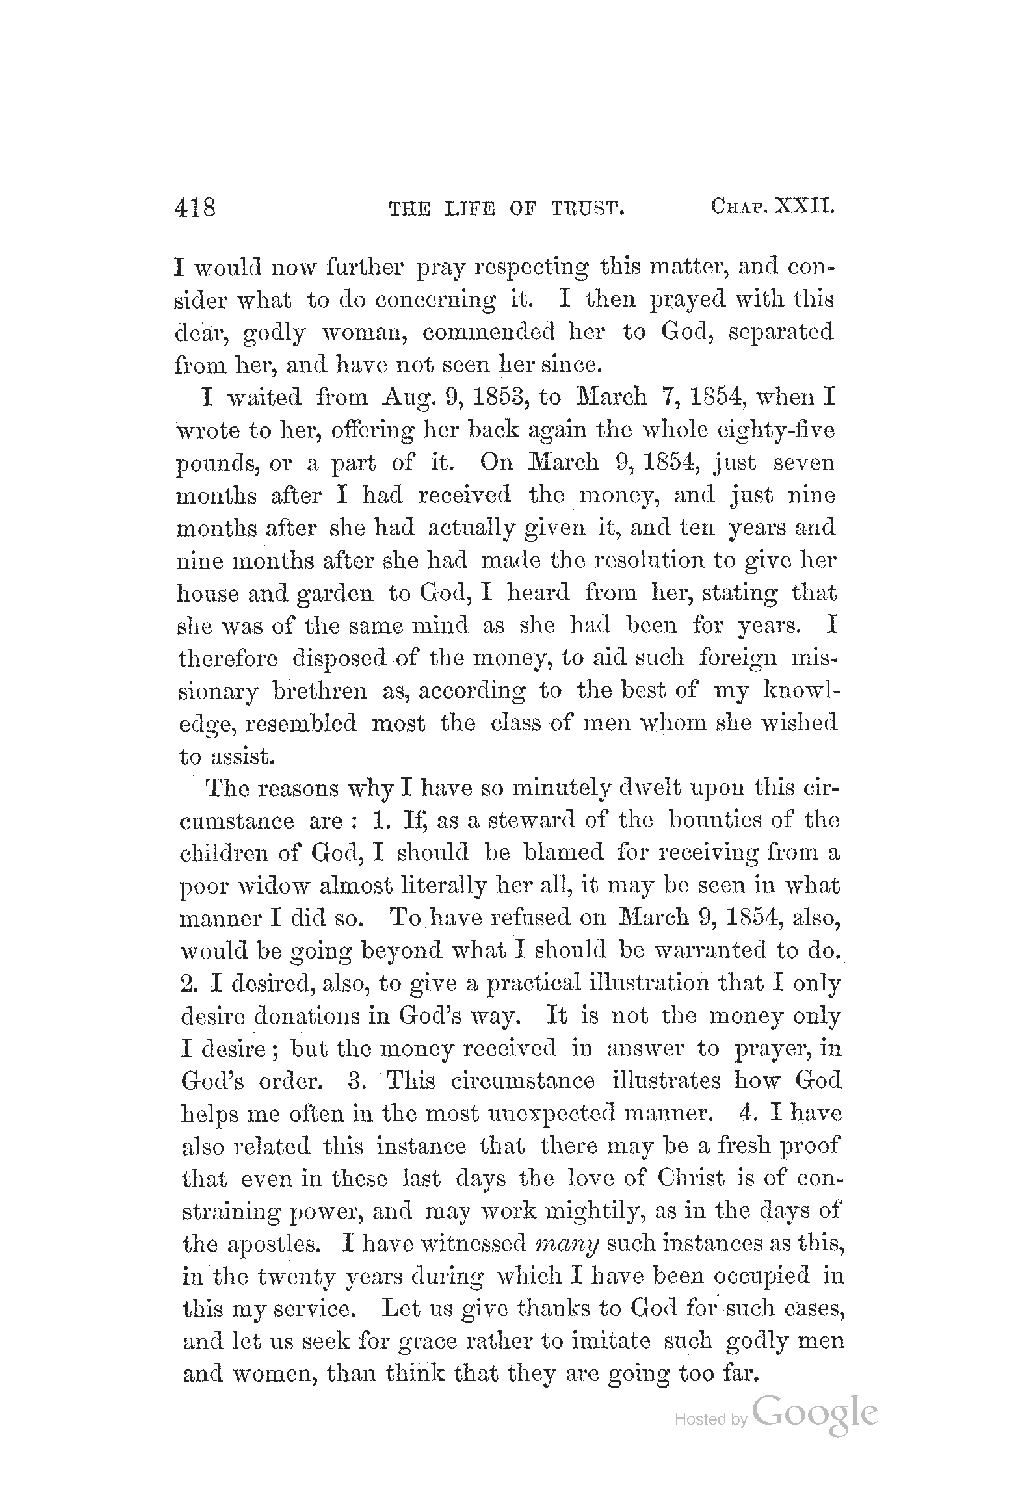 418 THE LIFE OF TRUST. CHAP. XXII.
I would now further pray respecting this matter, and con-
sider what to do concerning it. I then prayed with this
dear, godly woman, commended her to God, separated
from her, and have not seen her since.
I waited from Aug. 9, 1853, to March 7, 1854, when I
wrote to her, offering her back again the whole eighty-five
pounds, or a part of it. On March 9, 1854, just seven
months after I had received the money, and just nine
months after she had actually given it, and ten years and
nine months after she had made the resolution to give her
house and garden to God, I heard from her, stating that
she was of the same mind as she had been for years. I
therefore disposed of the money, to aid such foreign mis-
sionary brethren as, according to the best of my knowl-
edge, resembled most the class of men whom she wished
to assist.
The reasons why I have so minutely dwelt upon this cir-
cumstance are : 1. If, as a steward of the bounties of the
children of God, I should be blamed for receiving from a
poor widow almost literally her all, it may be seen in what
manner I did so. To have refused on March 9, 1854, also,
would be going beyond what I should be warranted to do.
2. I desired, also, to give a practical illustration that I only
desire donations in God's way. It is not the money only
I desire ; but the money received in answer to prayer, in
God's order. 3. This circumstance illustrates how God
helps me often in the most unexpected manner. 4. I have
also related this instance that there may be a fresh proof
that even in these last days the love of Christ is of con-
straining power, and may work mightily, as in the days of
the apostles. I have witnessed many such instances as this,
in the twenty years during which I have been occupied in
this my service. Let us give thanks to God for such cases,
and let us seek for grace rather to imitate such godly men
and women, than think that they are going too far.
Hosted by Google